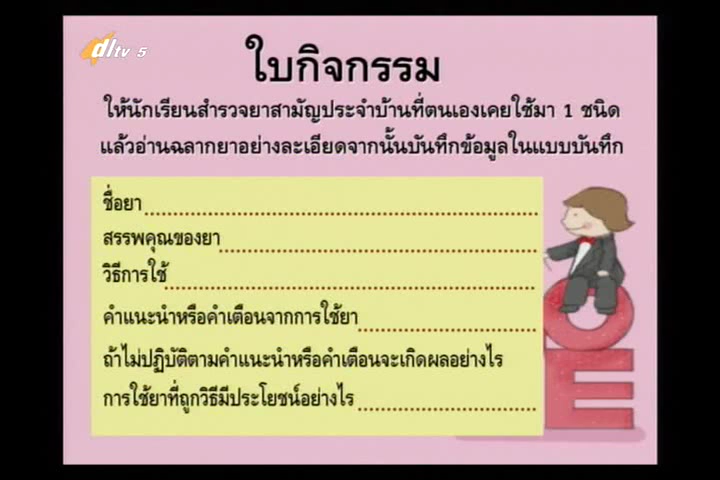 dltv 5
ใบกิจกรรม
ให้นักเรียนสำรวจยาสามัญประจำบ้านที่ตนเองเคยใช้มา 1 ชนิด
แล้วอ่านฉลากยาอย่างละเอียดจากนั้นบันทึกข้อมูลในแบบบันทึก
ชื่อยา
สรรพคุณของยา
วิธีการใช้
คำแนะนำหรือคำเตือนจากการใช้ยา
ถ้าไม่ปฏิบัติตามคำแนะนำหรือคำเตือนจะเกิดผลอย่างไร
การใช้ยาที่ถูกวิธีมีประโยชน์อย่างไร
O
E